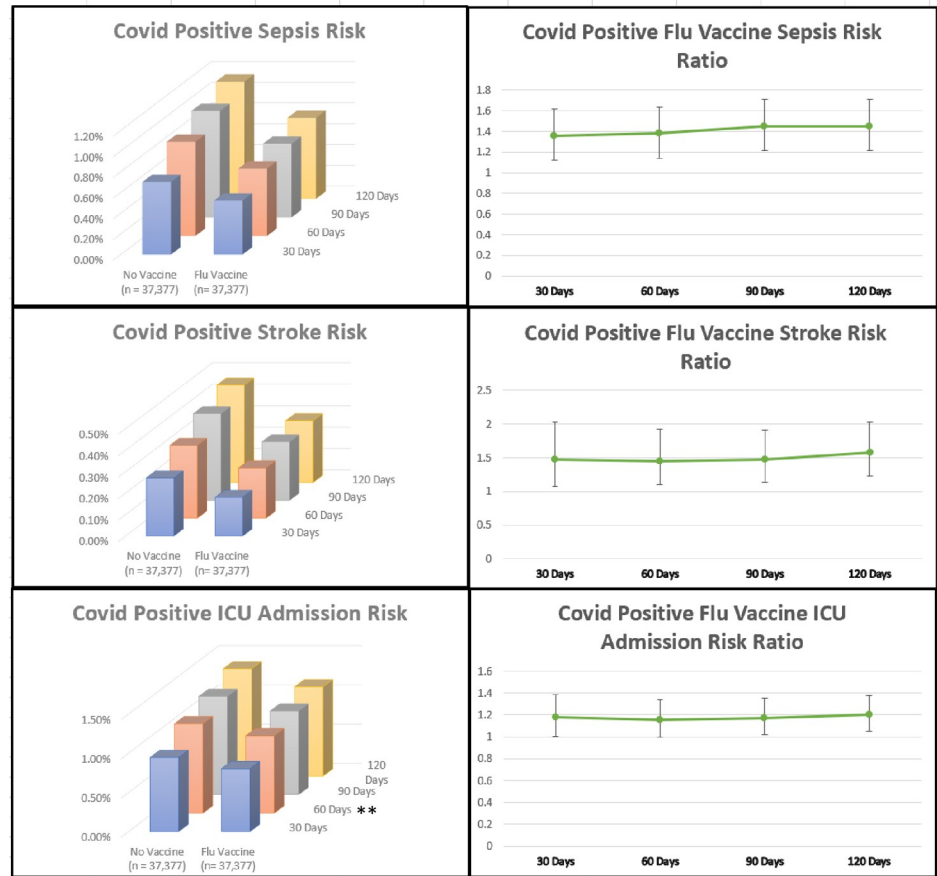 Covid Positive Sepsis Risk
1.20%
1.00%
0.80%
0.60%
0.40%
0.20%
0.00%
120 Days
90 Days
60 Days
30 Days
No Vaccine
(n = 37,377)
Flu Vaccine
(n= 37,377)
Covid Positive Flu Vaccine Sepsis Risk
Ratio
1.8
1.6
1.4
1.2
1
0.8
0.6
0.4
0.2
0
30 Days
60 Days
90 Days
120 Days
Covid Positive Stroke Risk
0.50%
0.40%
0.30%
0.20%
0.10%
0.00%
120 Days
90 Days
60 Days
30 Days
No Vaccine
(n = 37,377)
Flu Vaccine
(n= 37,377)
Covid Positive Flu Vaccine Stroke Risk
Ratio
2.5
2
1.5
1
0.5
0
30 Days
60 Days
90 Days
120 Days
Covid Positive ICU Admission Risk
1.50%
1.00%
0.50%
0.00%
120
Days
90 Days
60 Days **
30 Days
No Vaccine
(n = 37,377)
Flu Vaccine
(n = 37,377)
Covid Positive Flu Vaccine ICU
Admission Risk Ratio
1.6
1.4
1.2
1
0.8
0.6
0.4
0.2
0
30 Days
60 Days
90 Days
120 Days